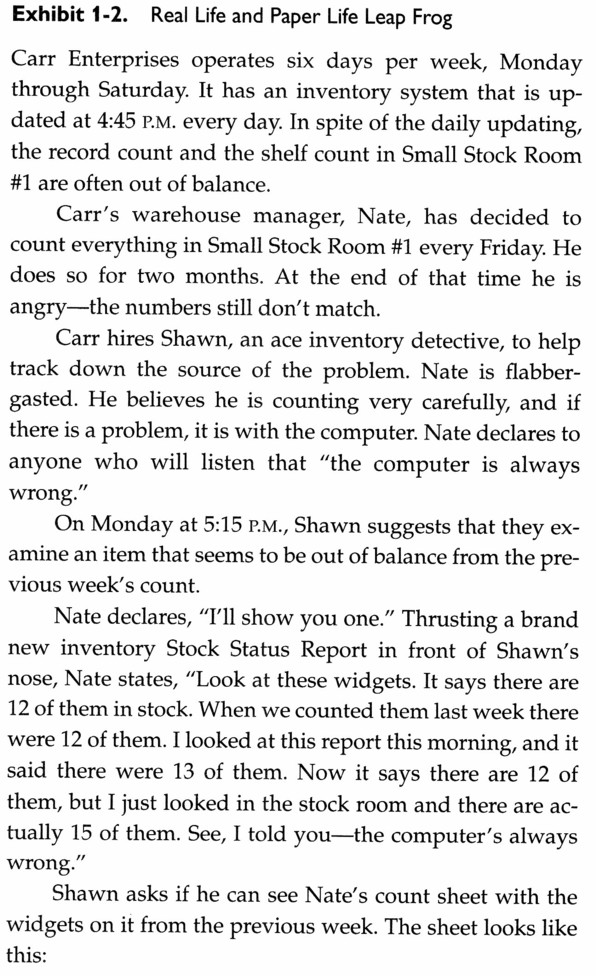 Exhibit 1-2. Real Life and Paper Life Leap Frog
Carr Enterprises operates six days per week, Monday
through Saturday. It has an inventory system that is up-
dated at 4:45 P.M. every day. In spite of the daily updating,
the record count and the shelf count in Small Stock Room
#1 are often out of balance.
Carr's warehouse manager, Nate, has decided to
count everything in Small Stock Room #1 every Friday. He
does so for two months. At the end of that time he is
angry—the numbers still don't match.
Carr hires Shawn, an ace inventory detective, to help
track down the source of the problem. Nate is flabber-
gasted. He believes he is counting very carefully, and if
there is a problem, it is with the computer. Nate declares to
anyone who will listen that "the computer is always
wrong."
On Monday at 5:15 P.M., Shawn suggests that they ex-
amine an item that seems to be out of balance from the pre-
vious week's count.
Nate declares, "I'll show you one." Thrusting a brand
new inventory Stock Status Report in front of Shawn's
nose, Nate states, "Look at these widgets. It says there are
12 of them in stock. When we counted them last week there
were 12 of them. I looked at this report this morning, and it
said there were 13 of them. Now it says there are 12 of
them, but I just looked in the stock room and there are ac-
tually 15 of them. See, I told you—the computer's always
wrong."
Shawn asks if he can see Nate's count sheet with the
widgets on it from the previous week. The sheet looks like
this: